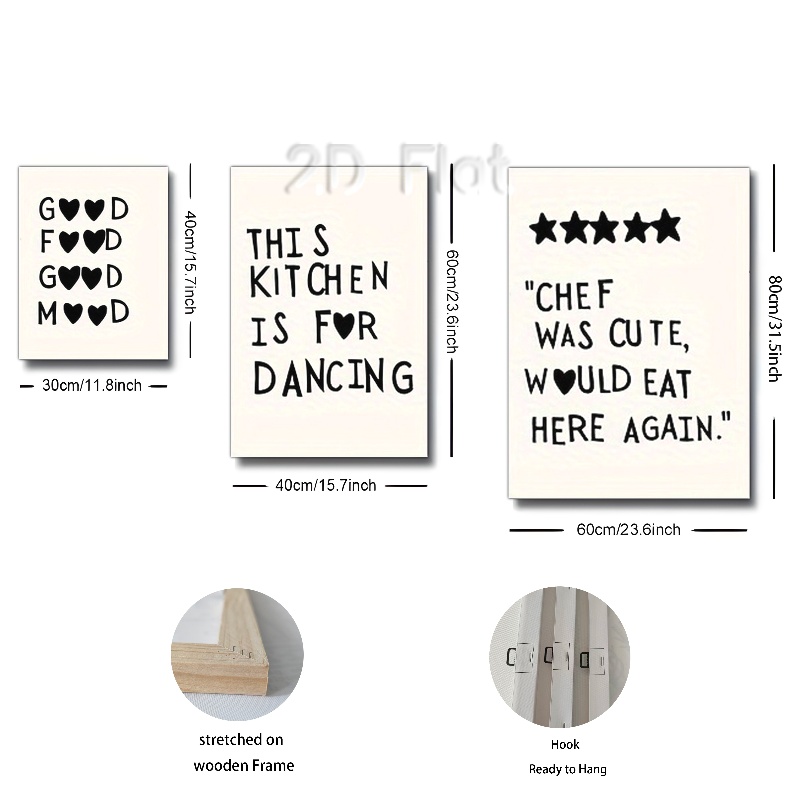 2D Flat
G♥♥D
F♥♥D
G♥♥D
M♥♥D
40cm/15.7inch
30cm/11.8inch
THIS
KITCHEN
IS F♥R
DANCING
60cm/23.6inch
40cm/15.7inch
★★★★★
"CHEF
WAS CUTE,
W♥ULD EAT
HERE AGAIN."
80cm/31.5inch
60cm/23.6inch
stretched on
wooden Frame
Hook
Ready to Hang